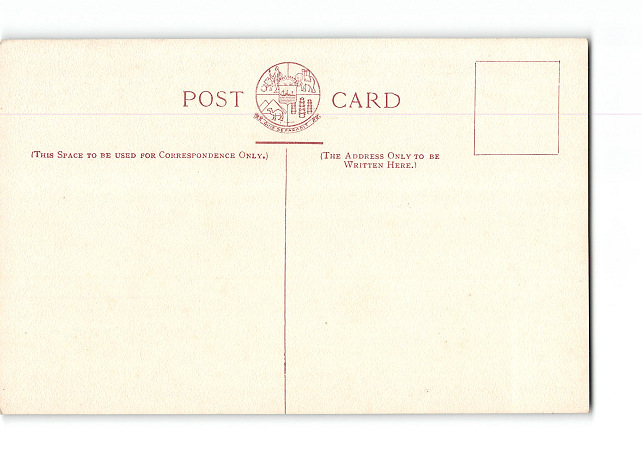 POST CARD
(THIS SPACE TO BE USED FOR CORRESPONDENCE ONLY.)
(THE ADDRESS ONLY TO BE
WRITTEN HERE.)